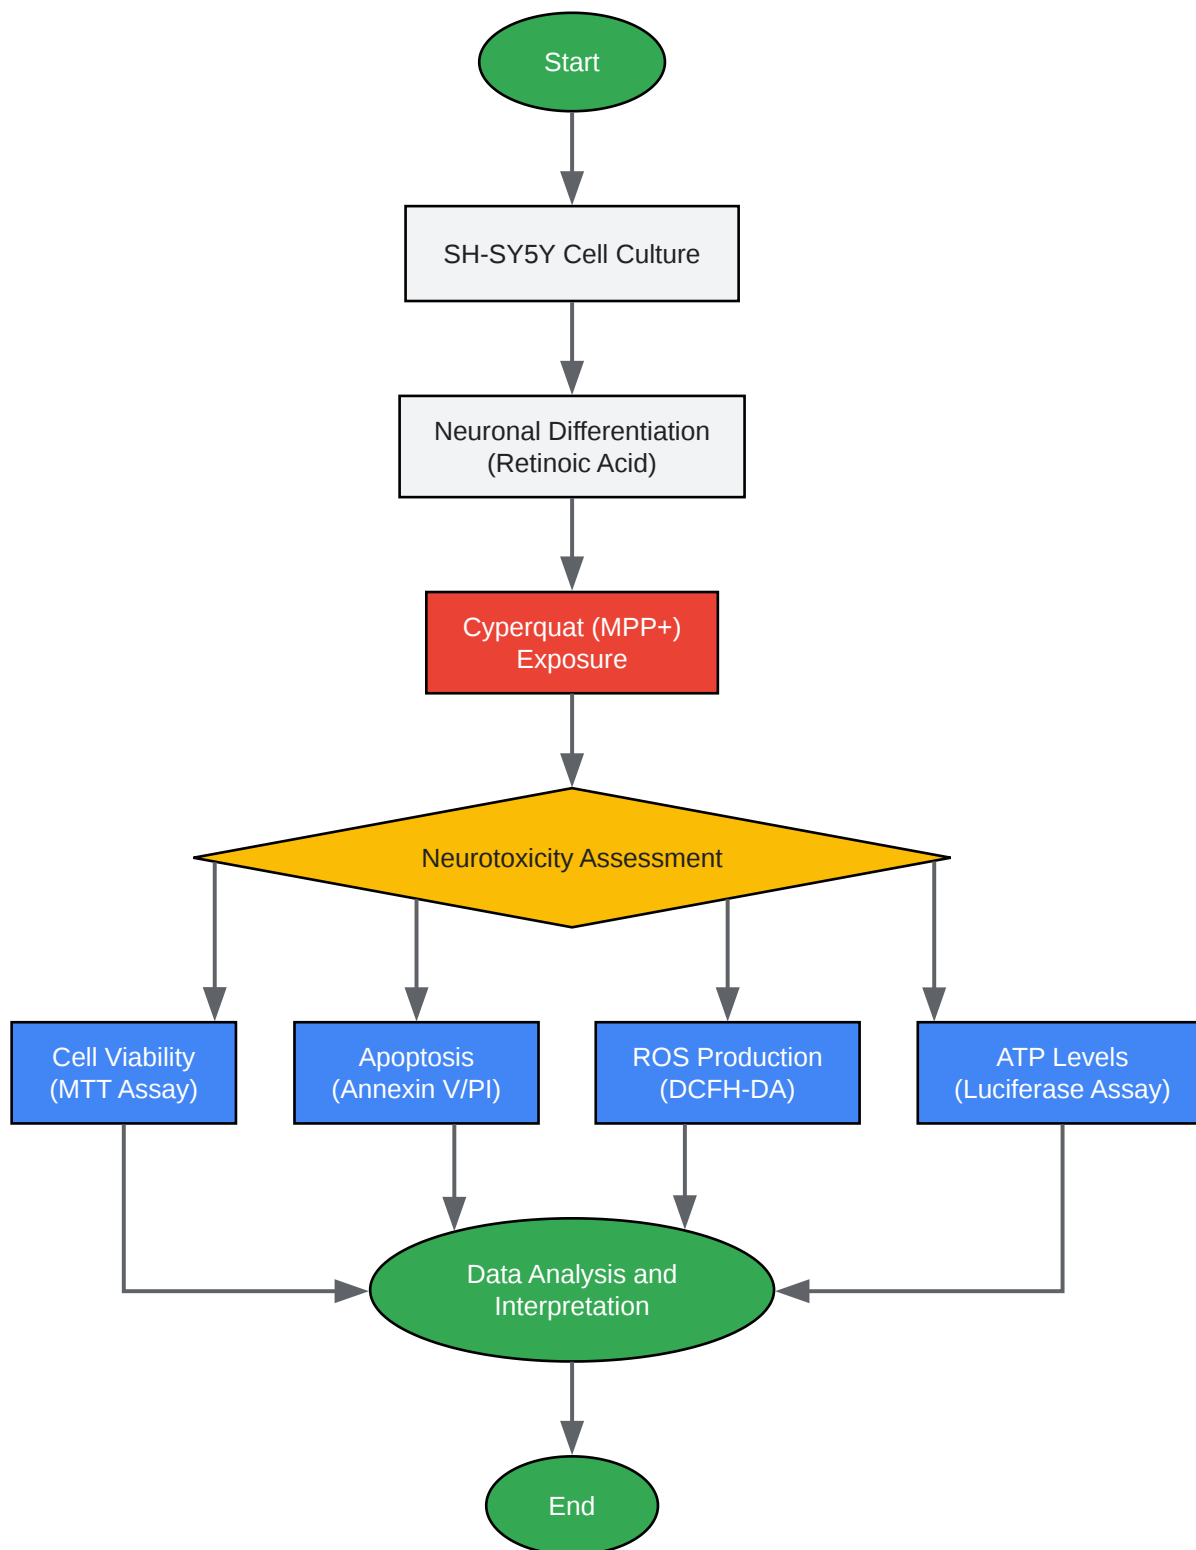 Start
SH-SY5Y Cell Culture
Neuronal Differentiation
(Retinoic Acid)
Cyperquat (MPP+)
Exposure
Neurotoxicity Assessment
Cell Viability
(MTT Assay)
Apoptosis
(Annexin V/PI)
ROS Production
(DCFH-DA)
ATP Levels
(Luciferase Assay)
Data Analysis and
Interpretation
End